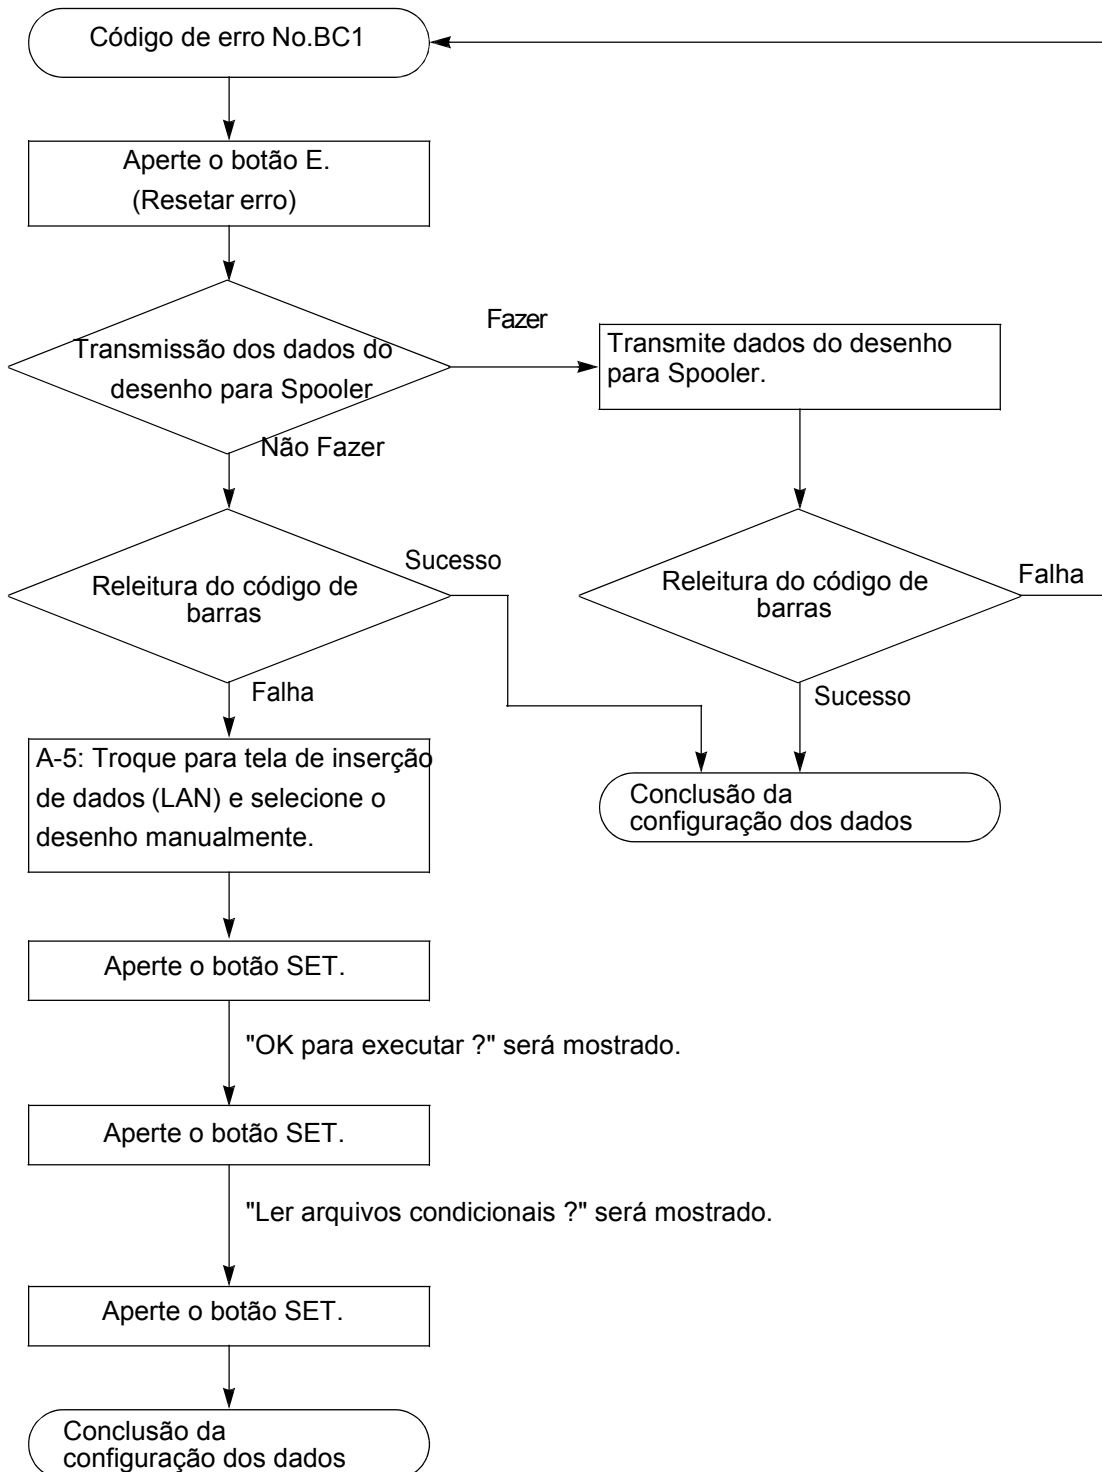 Código de erro No.BC1
Aperte o botão E.
(Resetar erro)
Transmissão dos dados do
desenho para Spooler
Fazer
Transmite dados do desenho
para Spooler.
Não Fazer
Releitura do código de
barras
Sucesso
Releitura do código de
barras
Falha
Falha
Sucesso
A-5: Troque para tela de inserção
de dados (LAN) e selecione o
desenho manualmente.
Conclusão da
configuração dos dados
Aperte o botão SET.
"OK para executar ?" será mostrado.
Aperte o botão SET.
"Ler arquivos condicionais ?" será mostrado.
Aperte o botão SET.
Conclusão da
configuração dos dados